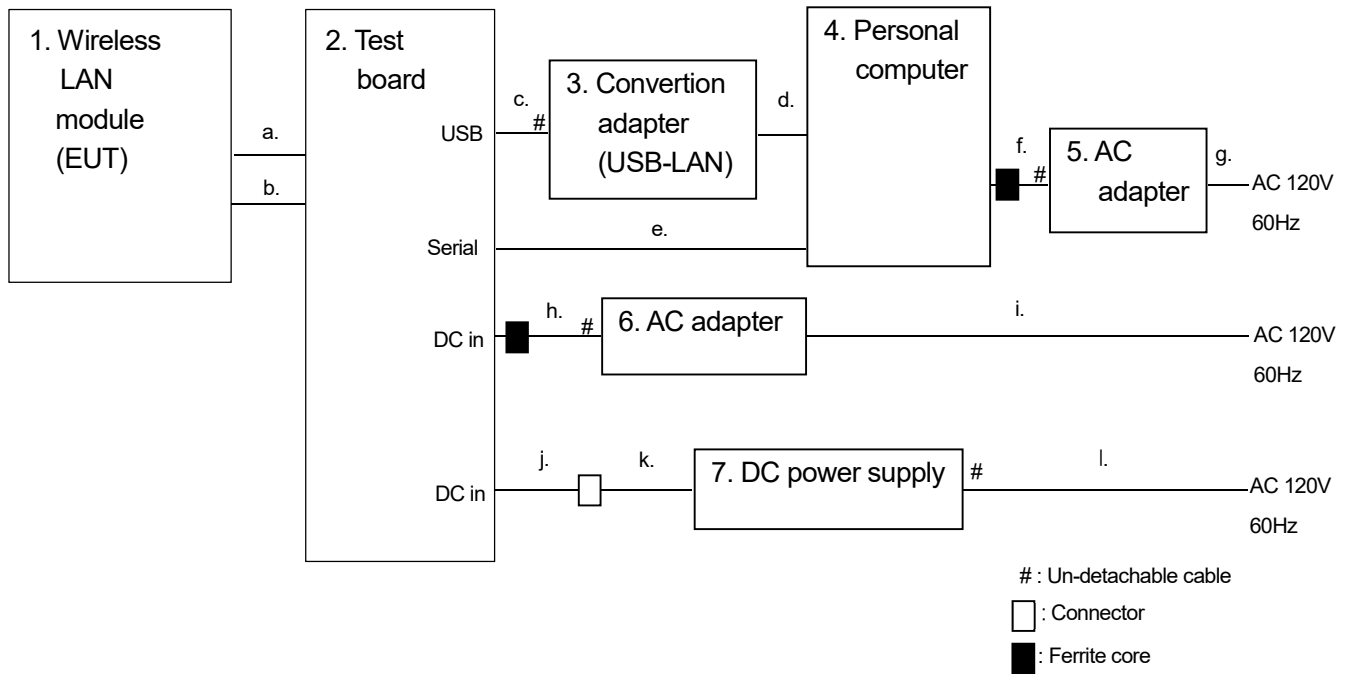 1. Wireless
LAN
module
(EUT)
a.
b.
2. Test
board
USB
Serial
DC in
DC in
c.
#
3. Convertion
adapter
(USB-LAN)
d.
4. Personal
computer
e.
f.
#
5. AC
adapter
g.
AC 120V
60Hz
h.
#
6. AC adapter
i.
AC 120V
60Hz
j.
k.
7. DC power supply
#
l.
AC 120V
60Hz
# : Un-detachable cable
: Connector
: Ferrite core